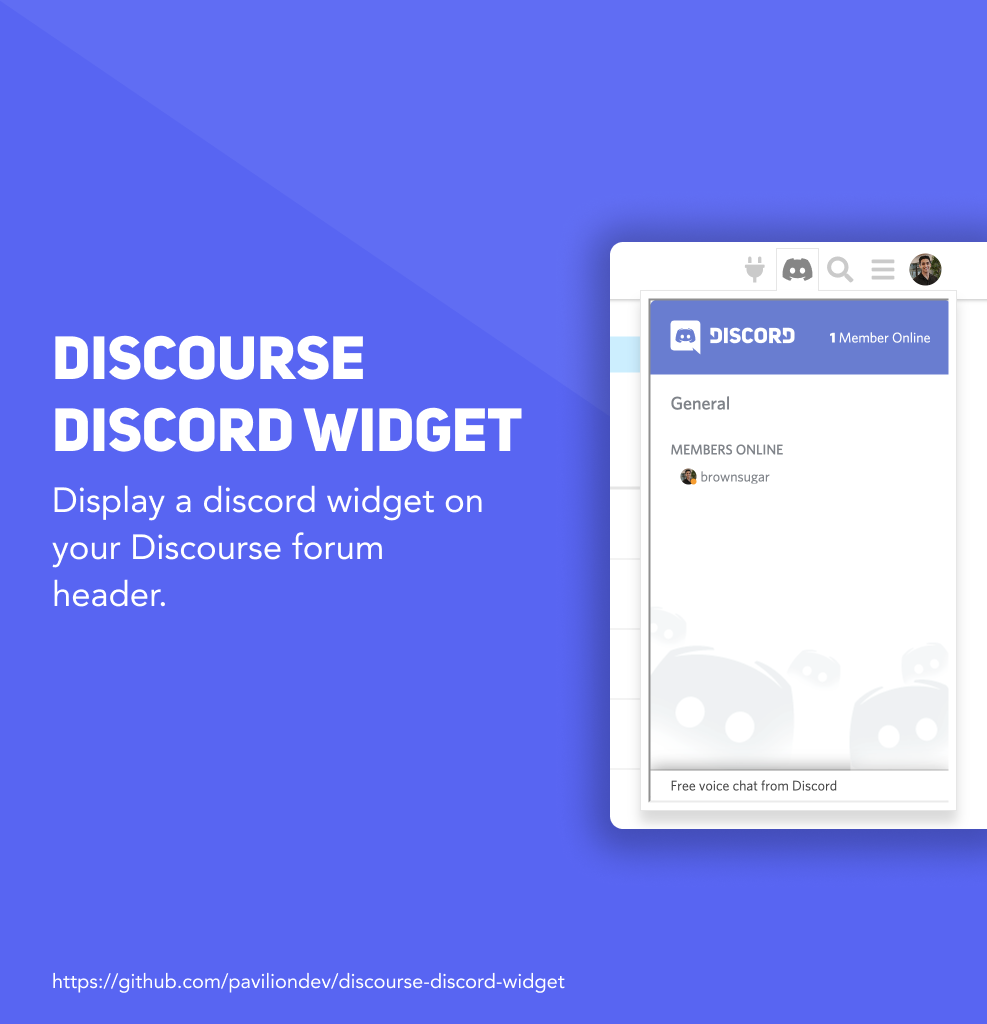 DISCOURSE
DISCORD WIDGET
Display a discord widget on
your Discourse forum
header.
DISCORD
1 Member Online
General
MEMBERS ONLINE
brownsugar
Free voice chat from Discord
https://github.com/paviliondev/discourse-discord-widget